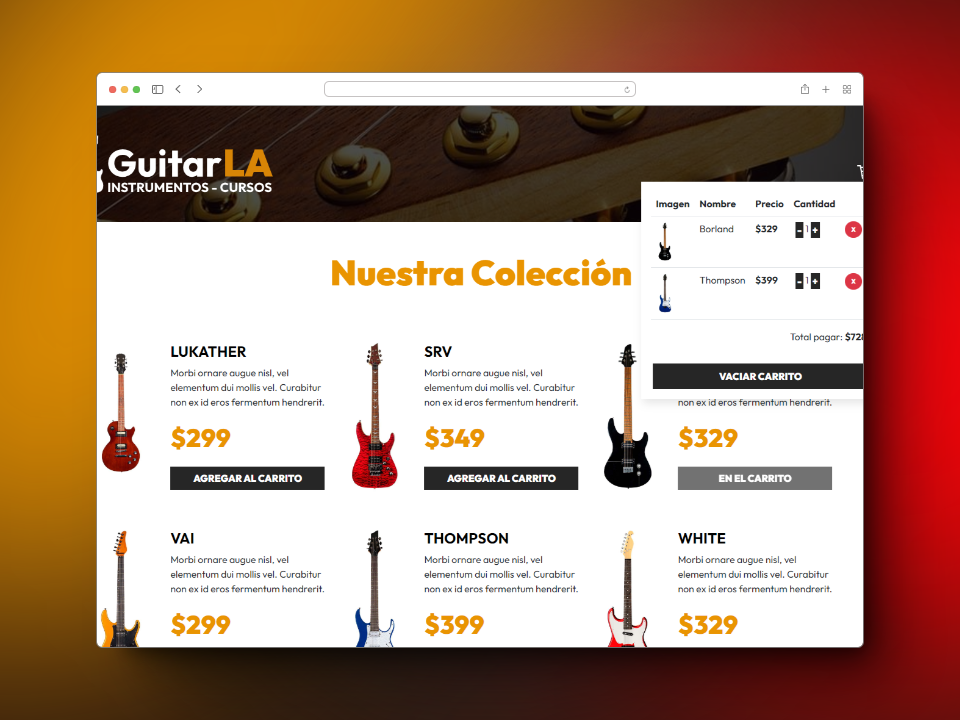 GuitarLA
INSTRUMENTOS - CURSOS
Imagen Nombre Precio Cantidad
Borland $329 - 1 + X
Thompson $399 - 1 + X
Total pagar: $728
VACIAR CARRITO
Nuestra Colección
LUKATHER
Morbi ornare augue nisl, vel
elementum dui mollis vel. Curabitur
non ex id eros fermentum hendrerit.
$299
AGREGAR AL CARRITO
SRV
Morbi ornare augue nisl, vel
elementum dui mollis vel. Curabitur
non ex id eros fermentum hendrerit.
$349
AGREGAR AL CARRITO
non ex id eros fermentum hendrerit.
$329
EN EL CARRITO
VAI
Morbi ornare augue nisl, vel
elementum dui mollis vel. Curabitur
non ex id eros fermentum hendrerit.
$299
THOMPSON
Morbi ornare augue nisl, vel
elementum dui mollis vel. Curabitur
non ex id eros fermentum hendrerit.
$399
WHITE
Morbi ornare augue nisl, vel
elementum dui mollis vel. Curabitur
non ex id eros fermentum hendrerit.
$329